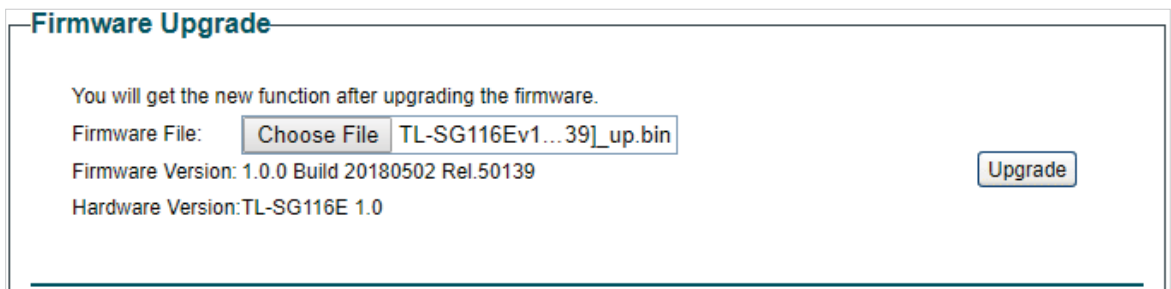 Firmware Upgrade
You will get the new function after upgrading the firmware.
Firmware File: Choose File TL-SG116Ev1...39]_up.bin
Firmware Version: 1.0.0 Build 20180502 Rel.50139
Upgrade
Hardware Version:TL-SG116E 1.0